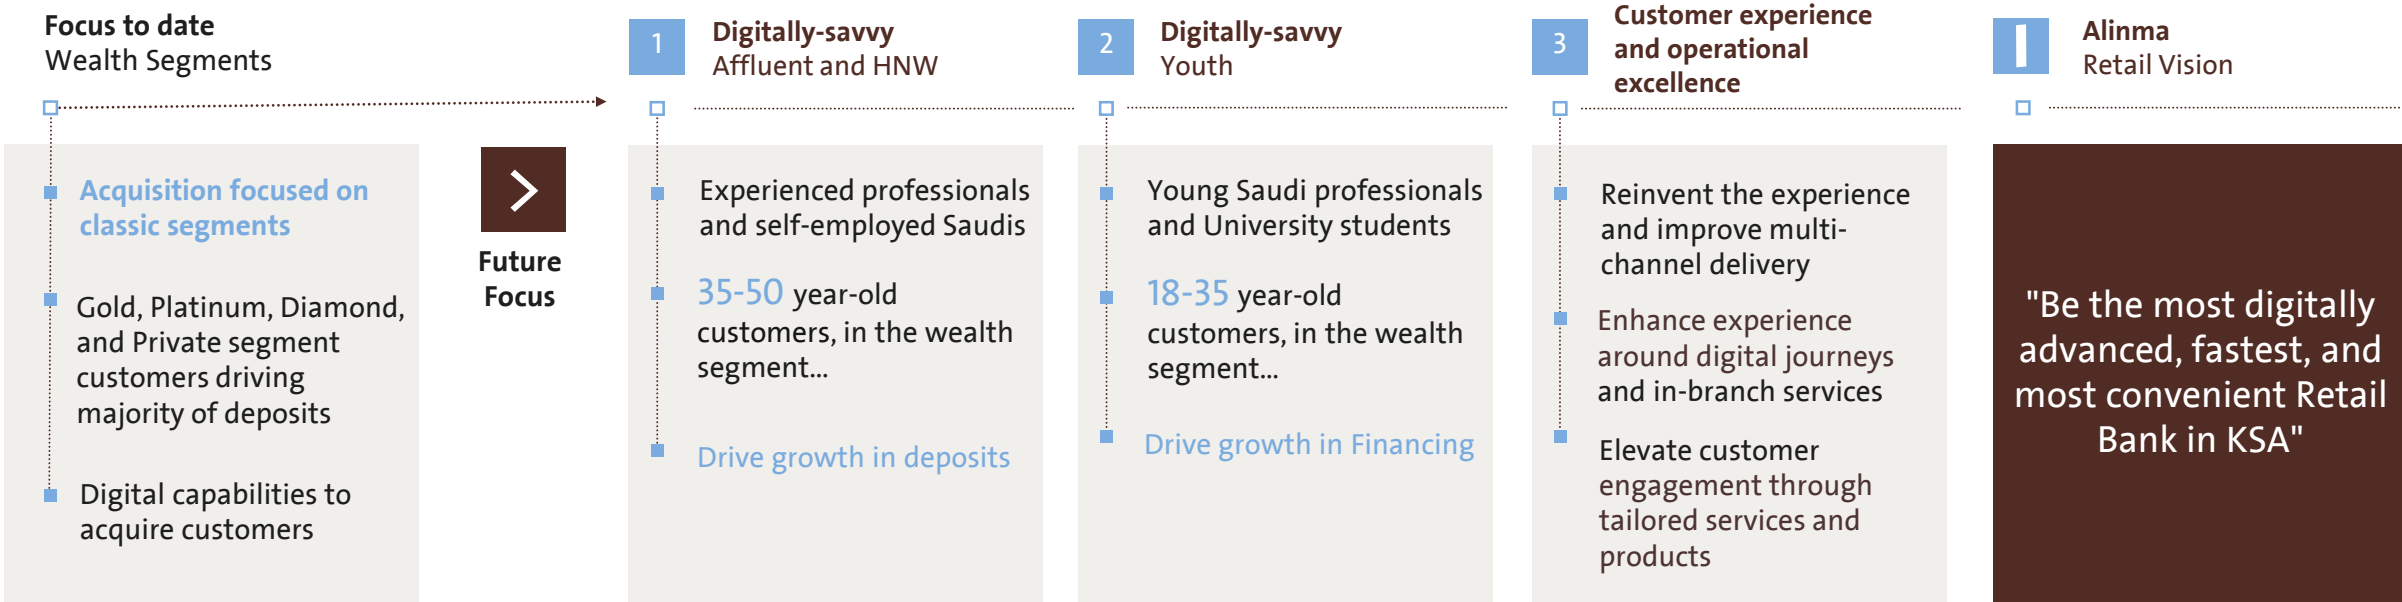 Focus to date
Wealth Segments
Acquisition focused on
classic segments
Gold, Platinum, Diamond,
and Private segment
customers driving
majority of deposits
Digital capabilities to
acquire customers
Future
Focus
1
Digitally-savvy
Affluent and HNW
Experienced professionals
and self-employed Saudis
35-50 year-old
customers, in the wealth
segment...
Drive growth in deposits
2
Digitally-savvy
Youth
Young Saudi professionals
and University students
18-35 year-old
customers, in the wealth
segment...
Drive growth in Financing
3
Customer experience
and operational
excellence
Reinvent the experience
and improve multi-
channel delivery
Enhance experience
around digital journeys
and in-branch services
Elevate customer
engagement through
tailored services and
products
Alinma
Retail Vision
"Be the most digitally
advanced, fastest, and
most convenient Retail
Bank in KSA"